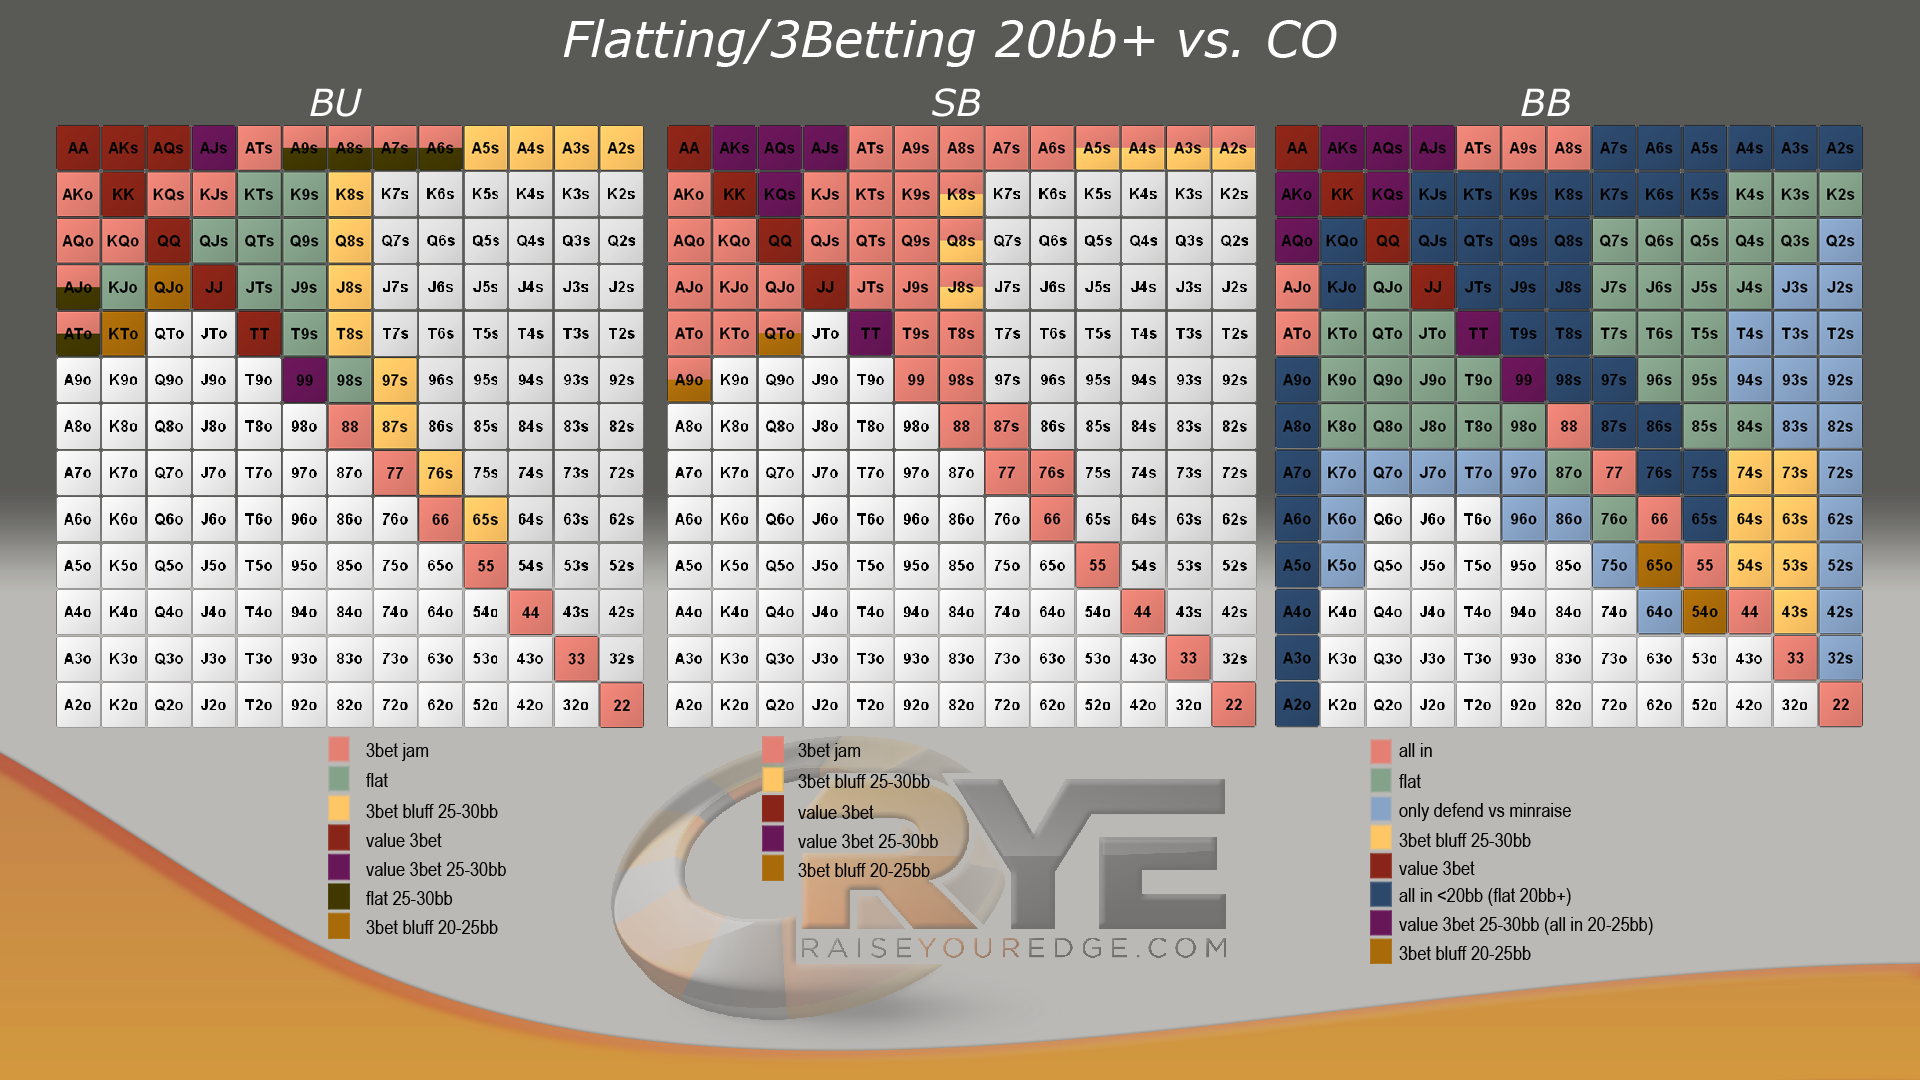 Flatting/3Betting 20bb+ vs. CO
BU
AA AKs AQs AJs ATs A9s A8s A7s A6s A5s A4s A3s A2s
AKo KK KQs KJs KTs K9s K8s K7s K6s K5s K4s K3s K2s
AQo KQo QQ QJs QTs Q9s Q8s Q7s Q6s Q5s Q4s Q3s Q2s
AJo KJo QJo JJ JTs J9s J8s J7s J6s J5s J4s J3s J2s
ATo KTo QTo JTo TT T9s T8s T7s T6s T5s T4s T3s T2s
A9o K9o Q9o J9o T9o 99 98s 97s 96s 95s 94s 93s 92s
A8o K8o Q8o J8o T8o 98o 88 87s 86s 85s 84s 83s 82s
A7o K7o Q7o J7o T7o 97o 87o 77 76s 75s 74s 73s 72s
A6o K6o Q6o J6o T6o 96o 86o 76o 66 65s 64s 63s 62s
A5o K5o Q5o J5o T5o 95o 85o 75o 65o 55 54s 53s 52s
A4o K4o Q4o J4o T4o 94o 84o 74o 64o 54o 44 43s 42s
A3o K3o Q3o J3o T3o 93o 83o 73o 63o 53o 43o 33 32s
A2o K2o Q2o J2o T2o 92o 82o 72o 62o 52o 42o 32o 22
3bet jam
flat
3bet bluff 25-30bb
value 3bet
value 3bet 25-30bb
flat 25-30bb
3bet bluff 20-25bb
SB
AA AKs AQs AJs ATs A9s A8s A7s A6s A5s A4s A3s A2s
AKo KK KQs KJs KTs K9s K8s K7s K6s K5s K4s K3s K2s
AQo KQo QQ QJs QTs Q9s Q8s Q7s Q6s Q5s Q4s Q3s Q2s
AJo KJo QJo JJ JTs J9s J8s J7s J6s J5s J4s J3s J2s
ATo KTo QTo JTo TT T9s T8s T7s T6s T5s T4s T3s T2s
A9o K9o Q9o J9o T9o 99 98s 97s 96s 95s 94s 93s 92s
A8o K8o Q8o J8o T8o 98o 88 87s 86s 85s 84s 83s 82s
A7o K7o Q7o J7o T7o 97o 87o 77 76s 75s 74s 73s 72s
A6o K6o Q6o J6o T6o 96o 86o 76o 66 65s 64s 63s 62s
A5o K5o Q5o J5o T5o 95o 85o 75o 65o 55 54s 53s 52s
A4o K4o Q4o J4o T4o 94o 84o 74o 64o 54o 44 43s 42s
A3o K3o Q3o J3o T3o 93o 83o 73o 63o 53o 43o 33 32s
A2o K2o Q2o J2o T2o 92o 82o 72o 62o 52o 42o 32o 22
3bet jam
3bet bluff 25-30bb
value 3bet
value 3bet 25-30bb
3bet bluff 20-25bb
BB
AA AKs AQs AJs ATs A9s A8s A7s A6s A5s A4s A3s A2s
AKo KK KQs KJs KTs K9s K8s K7s K6s K5s K4s K3s K2s
AQo KQo QQ QJs QTs Q9s Q8s Q7s Q6s Q5s Q4s Q3s Q2s
AJo KJo QJo JJ JTs J9s J8s J7s J6s J5s J4s J3s J2s
ATo KTo QTo JTo TT T9s T8s T7s T6s T5s T4s T3s T2s
A9o K9o Q9o J9o T9o 99 98s 97s 96s 95s 94s 93s 92s
A8o K8o Q8o J8o T8o 98o 88 87s 86s 85s 84s 83s 82s
A7o K7o Q7o J7o T7o 97o 87o 77 76s 75s 74s 73s 72s
A6o K6o Q6o J6o T6o 96o 86o 76o 66 65s 64s 63s 62s
A5o K5o Q5o J5o T5o 95o 85o 75o 65o 55 54s 53s 52s
A4o K4o Q4o J4o T4o 94o 84o 74o 64o 54o 44 43s 42s
A3o K3o Q3o J3o T3o 93o 83o 73o 63o 53o 43o 33 32s
A2o K2o Q2o J2o T2o 92o 82o 72o 62o 52o 42o 32o 22
all in
flat
only defend vs minraise
3bet bluff 25-30bb
value 3bet
all in <20bb (flat 20bb+)
value 3bet 25-30bb (all in 20-25bb)
3bet bluff 20-25bb
RYE
RAISEYOUREDGE.COM